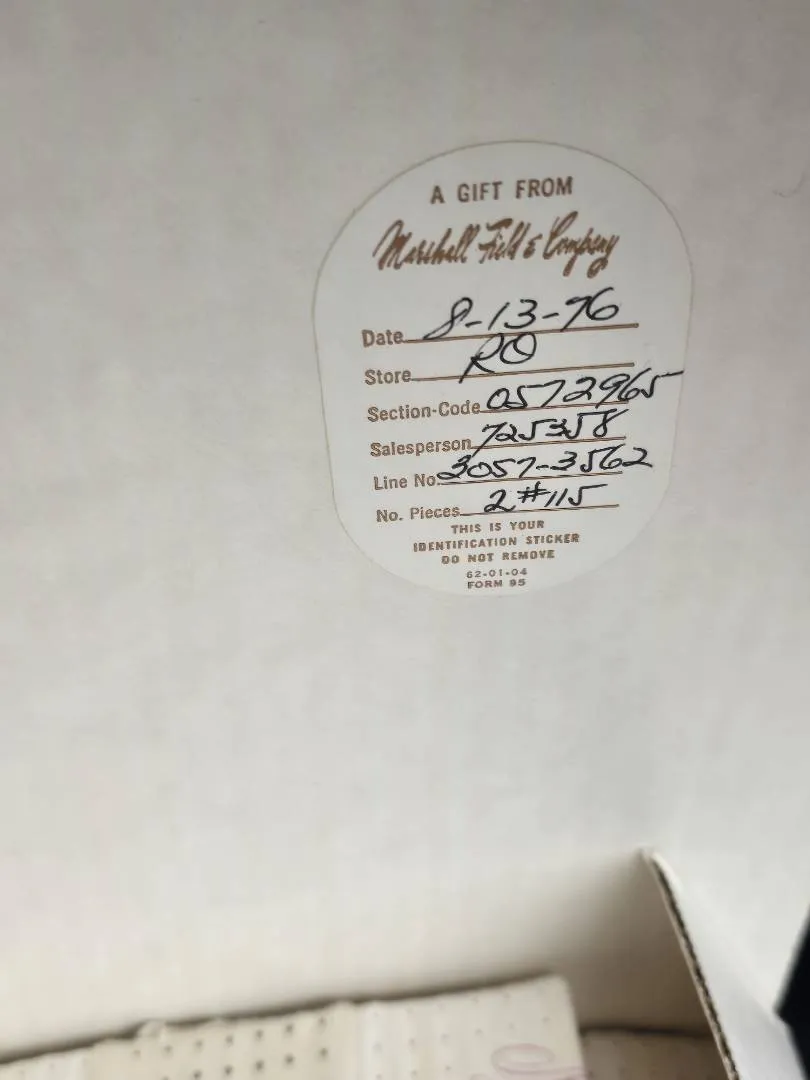 A GIFT FROM
Marshall Field & Company
Date 8-13-76
Store RO
Section-Code 0572965
Salesperson 725358
Line No. 3057-3562
No. Pieces 2 #115
THIS IS YOUR
IDENTIFICATION STICKER
DO NOT REMOVE
62-01-04
FORM 95